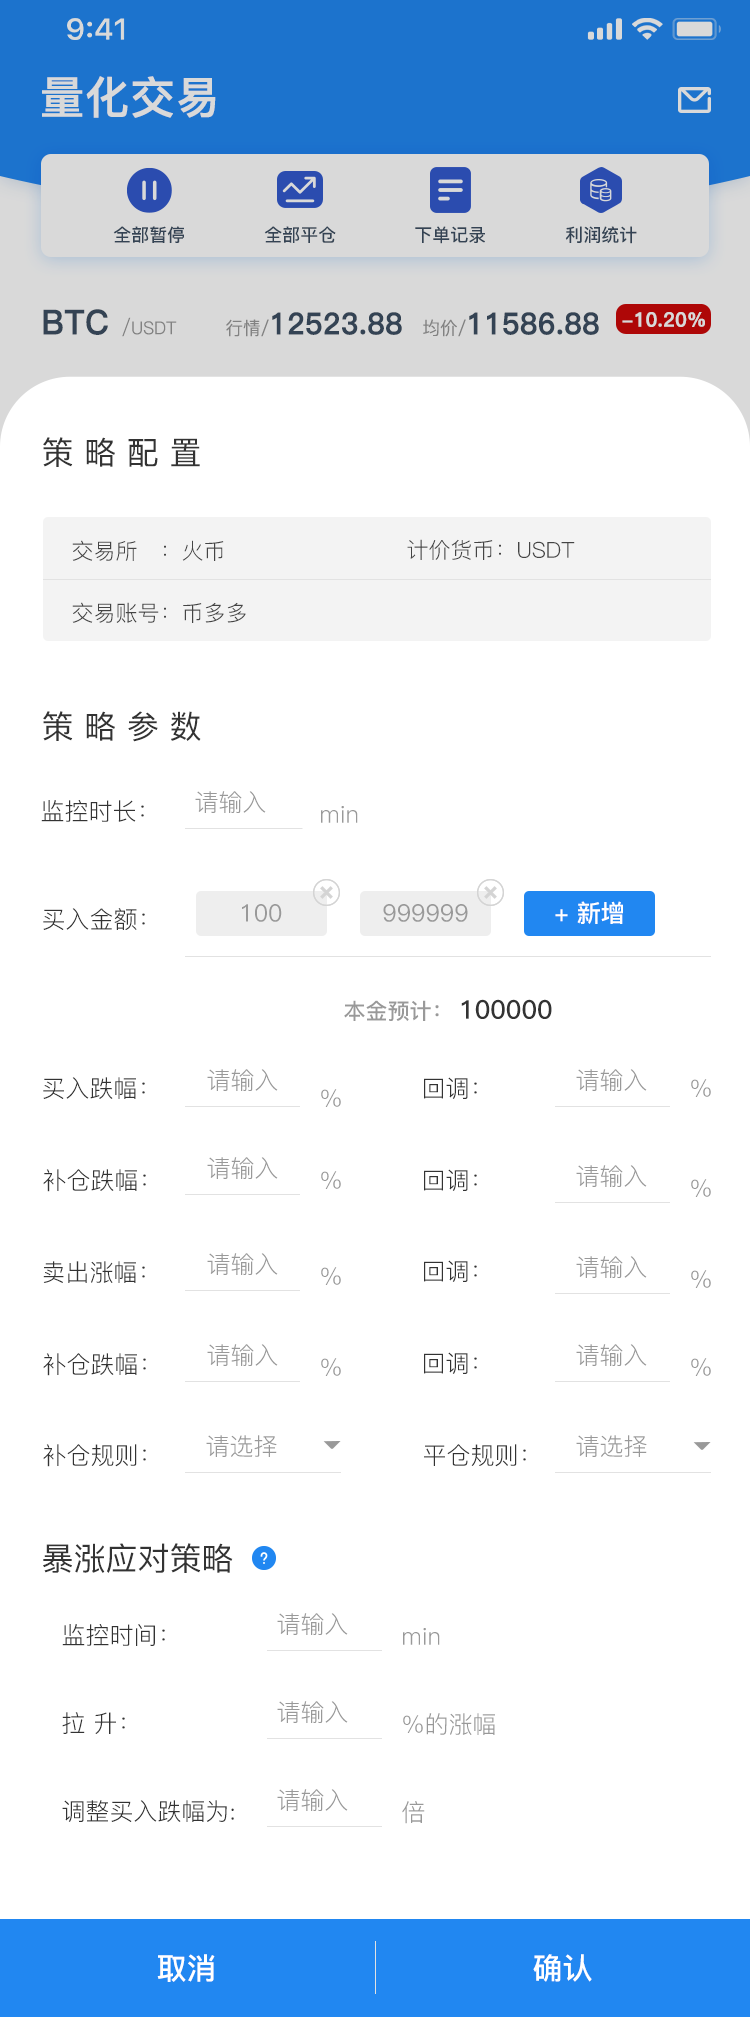 9:41
量化交易
全部暂停 全部平仓 下单记录 利润统计
BTC /USDT 行情/12523.88 均价/11586.88 -10.20%
策略配置
交易所 : 火币 计价货币: USDT
交易账号: 币多多
策略参数
监控时长: 请输入 min
买入金额: 100 999999 + 新增
本金预计: 100000
买入跌幅: 请输入 % 回调: 请输入 %
补仓跌幅: 请输入 % 回调: 请输入 %
卖出涨幅: 请输入 % 回调: 请输入 %
补仓跌幅: 请输入 % 回调: 请输入 %
补仓规则: 请选择 平仓规则: 请选择
暴涨应对策略 ?
监控时间: 请输入 min
拉 升: 请输入 %的涨幅
调整买入跌幅为: 请输入 倍
取消 确认